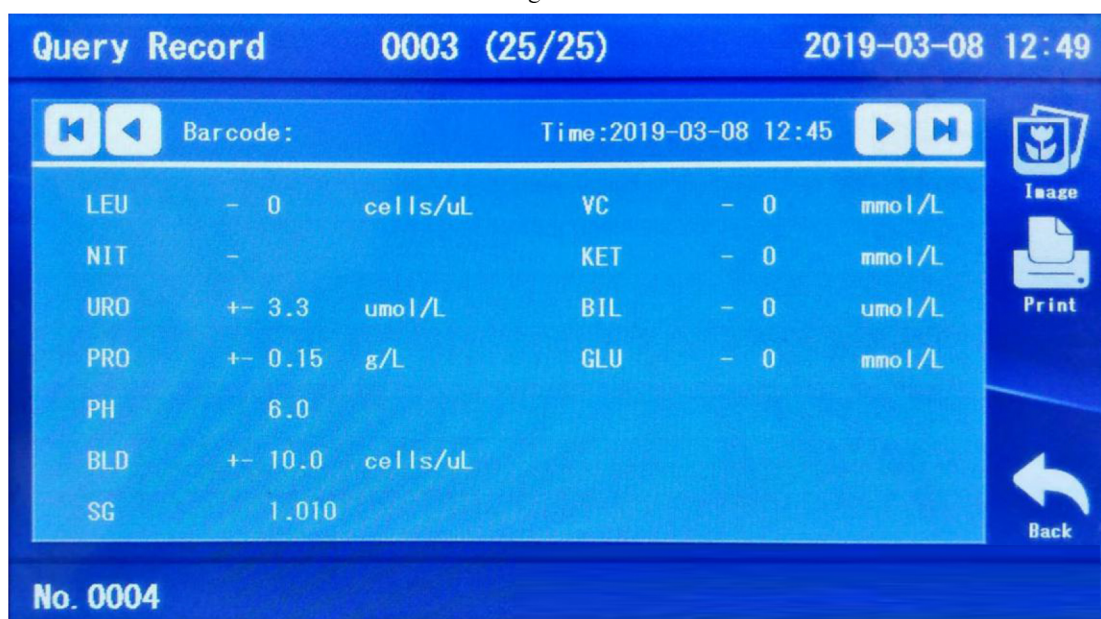 Query Record 0003 (25/25) 2019-03-08 12:49
Barcode: Time:2019-03-08 12:45
LEU - 0 cells/uL VC - 0 mmol/L
NIT - KET - 0 mmol/L
URO +- 3.3 umol/L BIL - 0 umol/L
PRO +- 0.15 g/L GLU - 0 mmol/L
PH 6.0
BLD +- 10.0 cells/uL
SG 1.010
Image
Print
Back
No. 0004